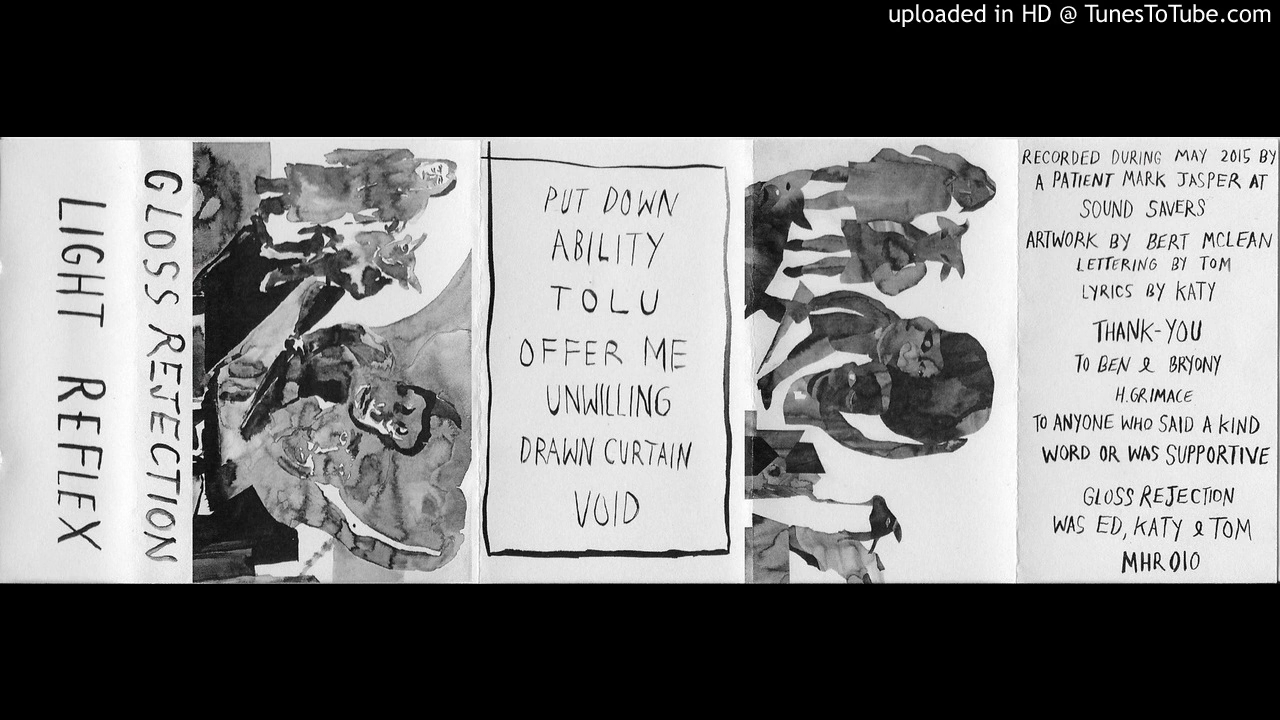 uploaded in HD @ TunesToTube.com
LIGHT REFLEX
GLOSS REJECTION
PUT DOWN
ABILITY
TOLU
OFFER ME
UNWILLING
DRAWN CURTAIN
VOID
RECORDED DURING MAY 2015 BY
A PATIENT MARK JASPER AT
SOUND SAVERS
ARTWORK BY BERT MCLEAN
LETTERING BY TOM
LYRICS BY KATY
THANK-YOU
TO BEN & BRYONY
H.GRIMACE
TO ANYONE WHO SAID A KIND
WORD OR WAS SUPPORTIVE
GLOSS REJECTION
WAS ED, KATY & TOM
MHR010